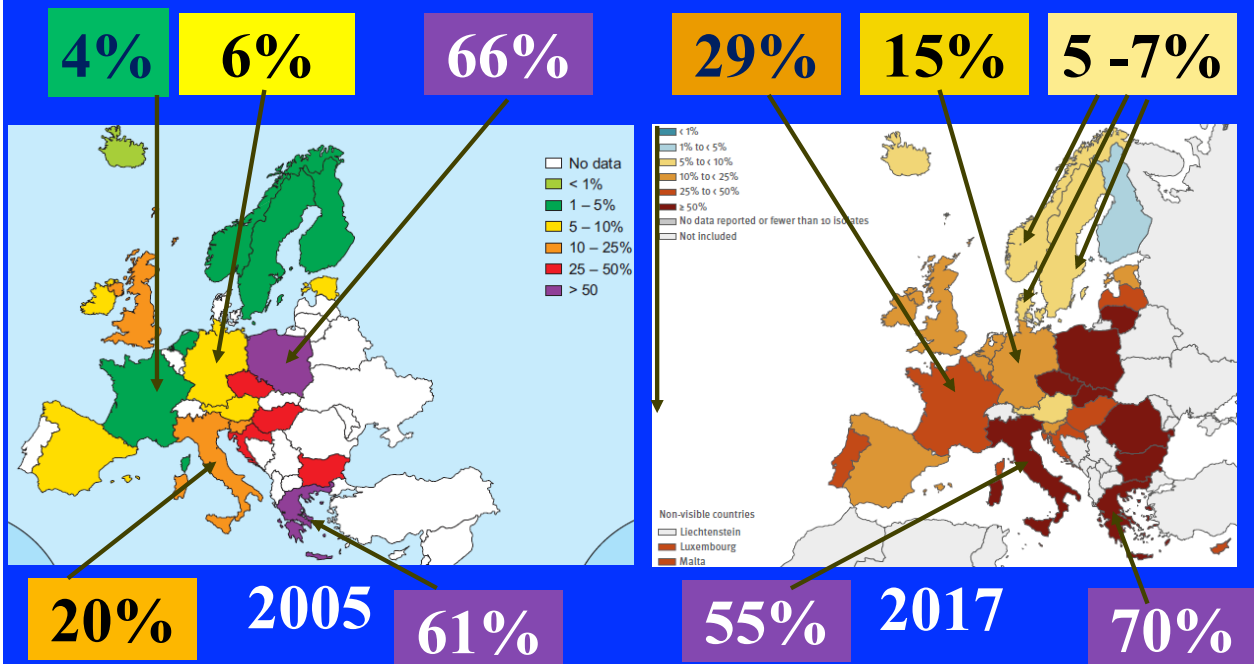 4%
6%
66%
29%
15%
5 -7%
No data
< 1%
1 – 5%
5 – 10%
10 – 25%
25 – 50%
> 50
< 1%
1% to < 5%
5% to < 10%
10% to < 25%
25% to < 50%
≥ 50%
No data reported or fewer than 10 isolates
Not included
Non-visible countries
Liechtenstein
Luxembourg
Malta
20%
2005
61%
55%
2017
70%